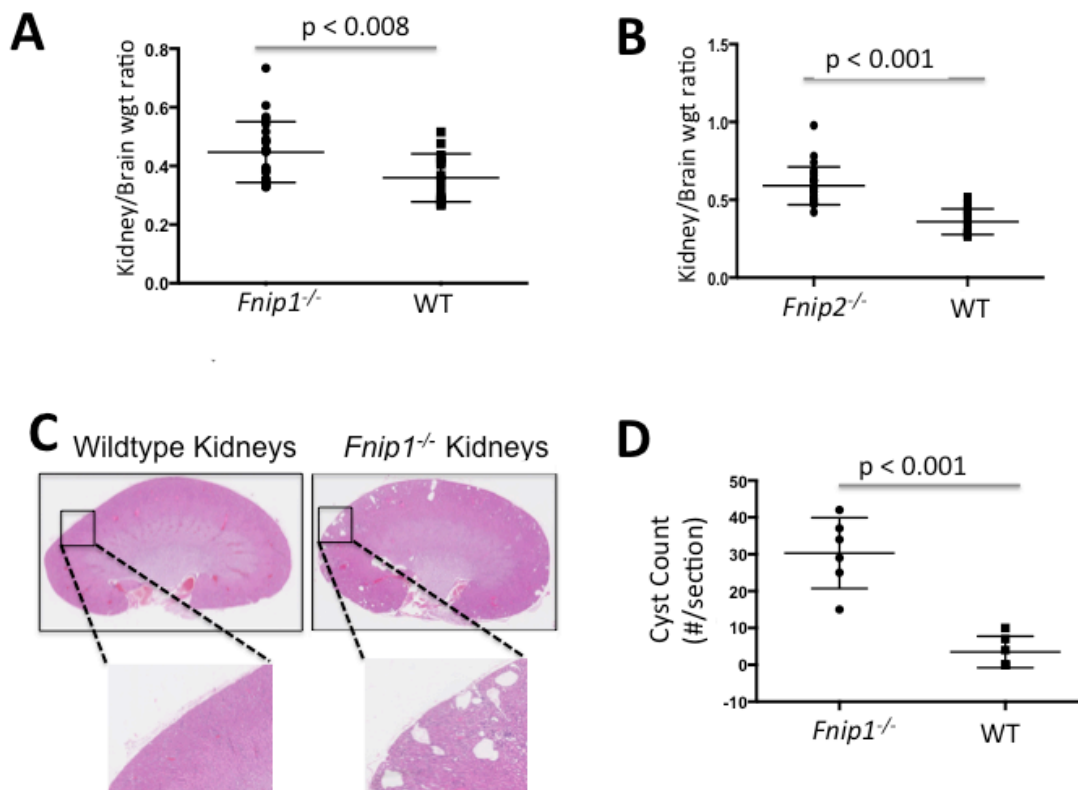 A
p < 0.008
Kidney/Brain wgt ratio
0.8
0.6
0.4
0.2
0.0
Fnip1-/-
WT
B
p < 0.001
Kidney/Brain wgt ratio
1.5
1.0
0.5
0.0
Fnip2-/-
WT
C
Wildtype Kidneys
Fnip1-/- Kidneys
D
p < 0.001
Cyst Count
(#/section)
50
40
30
20
10
0
-10
Fnip1-/-
WT